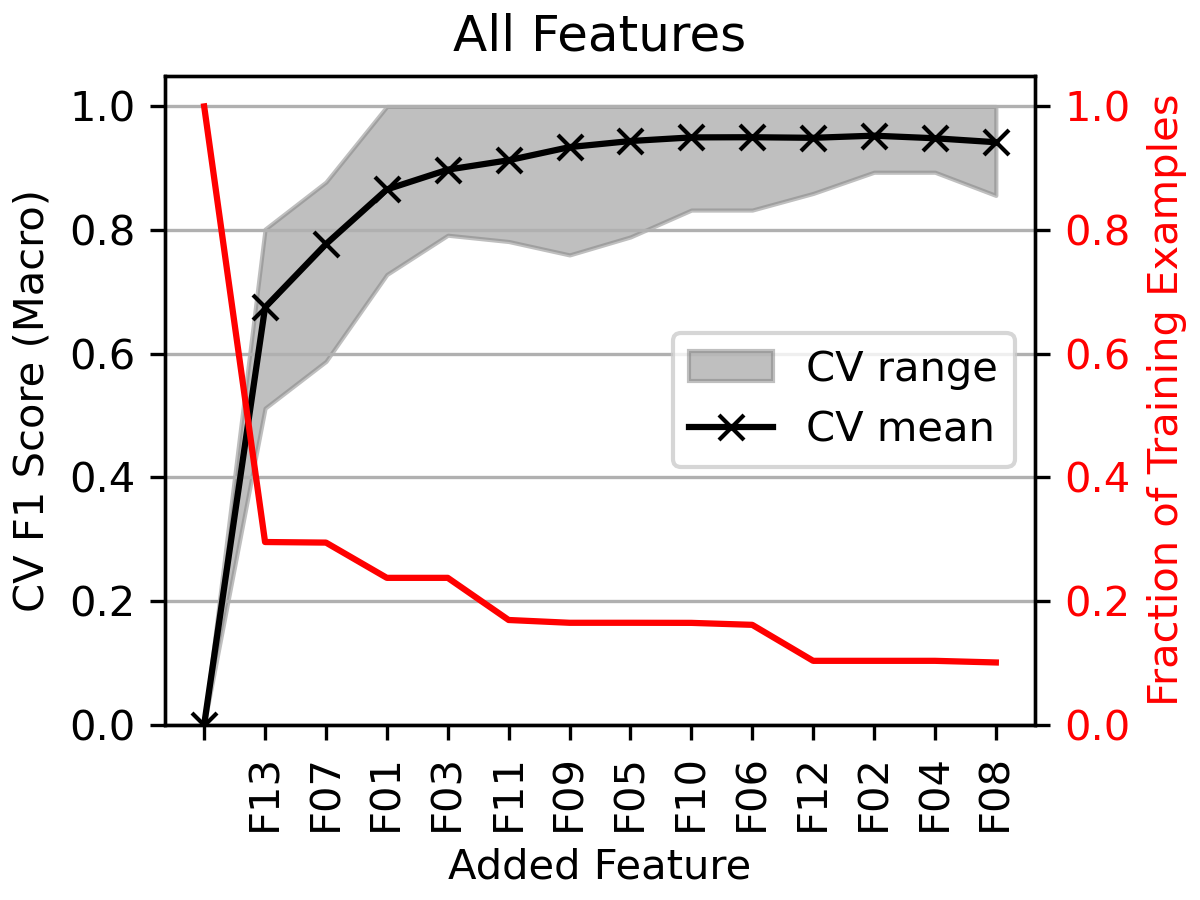 All Features
CV F1 Score (Macro)
1.0
0.8
0.6
0.4
0.2
0.0
1.0
0.8
0.6
0.4
0.2
0.0
Fraction of Training Examples
CV range
CV mean
F13
F07
F01
F03
F11
F09
F05
F10
F06
F12
F02
F04
F08
Added Feature